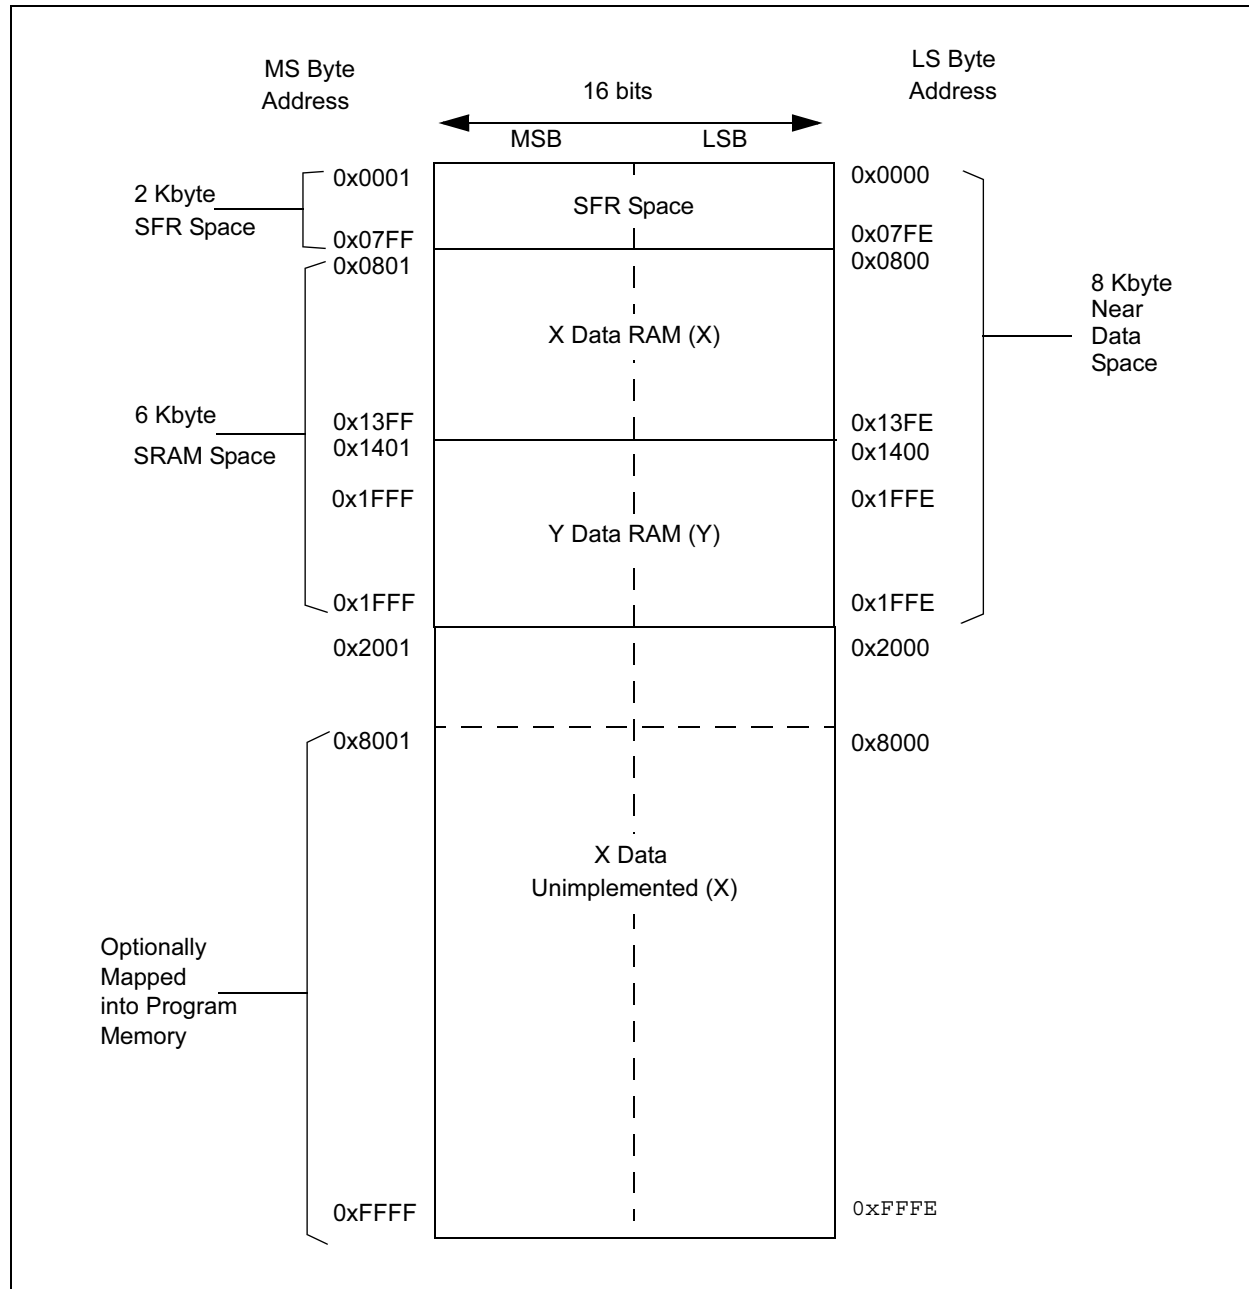 MS Byte
Address
16 bits
LS Byte
Address
MSB
LSB
2 Kbyte
SFR Space
0x0001
0x07FF
0x0801
SFR Space
0x0000
0x07FE
0x0800
X Data RAM (X)
8 Kbyte
Near
Data
Space
6 Kbyte
SRAM Space
0x13FF
0x1401
0x13FE
0x1400
0x1FFF
Y Data RAM (Y)
0x1FFE
0x1FFF
0x1FFE
0x2001
0x2000
0x8001
0x8000
X Data
Unimplemented (X)
Optionally
Mapped
into Program
Memory
0xFFFF
0xFFFE